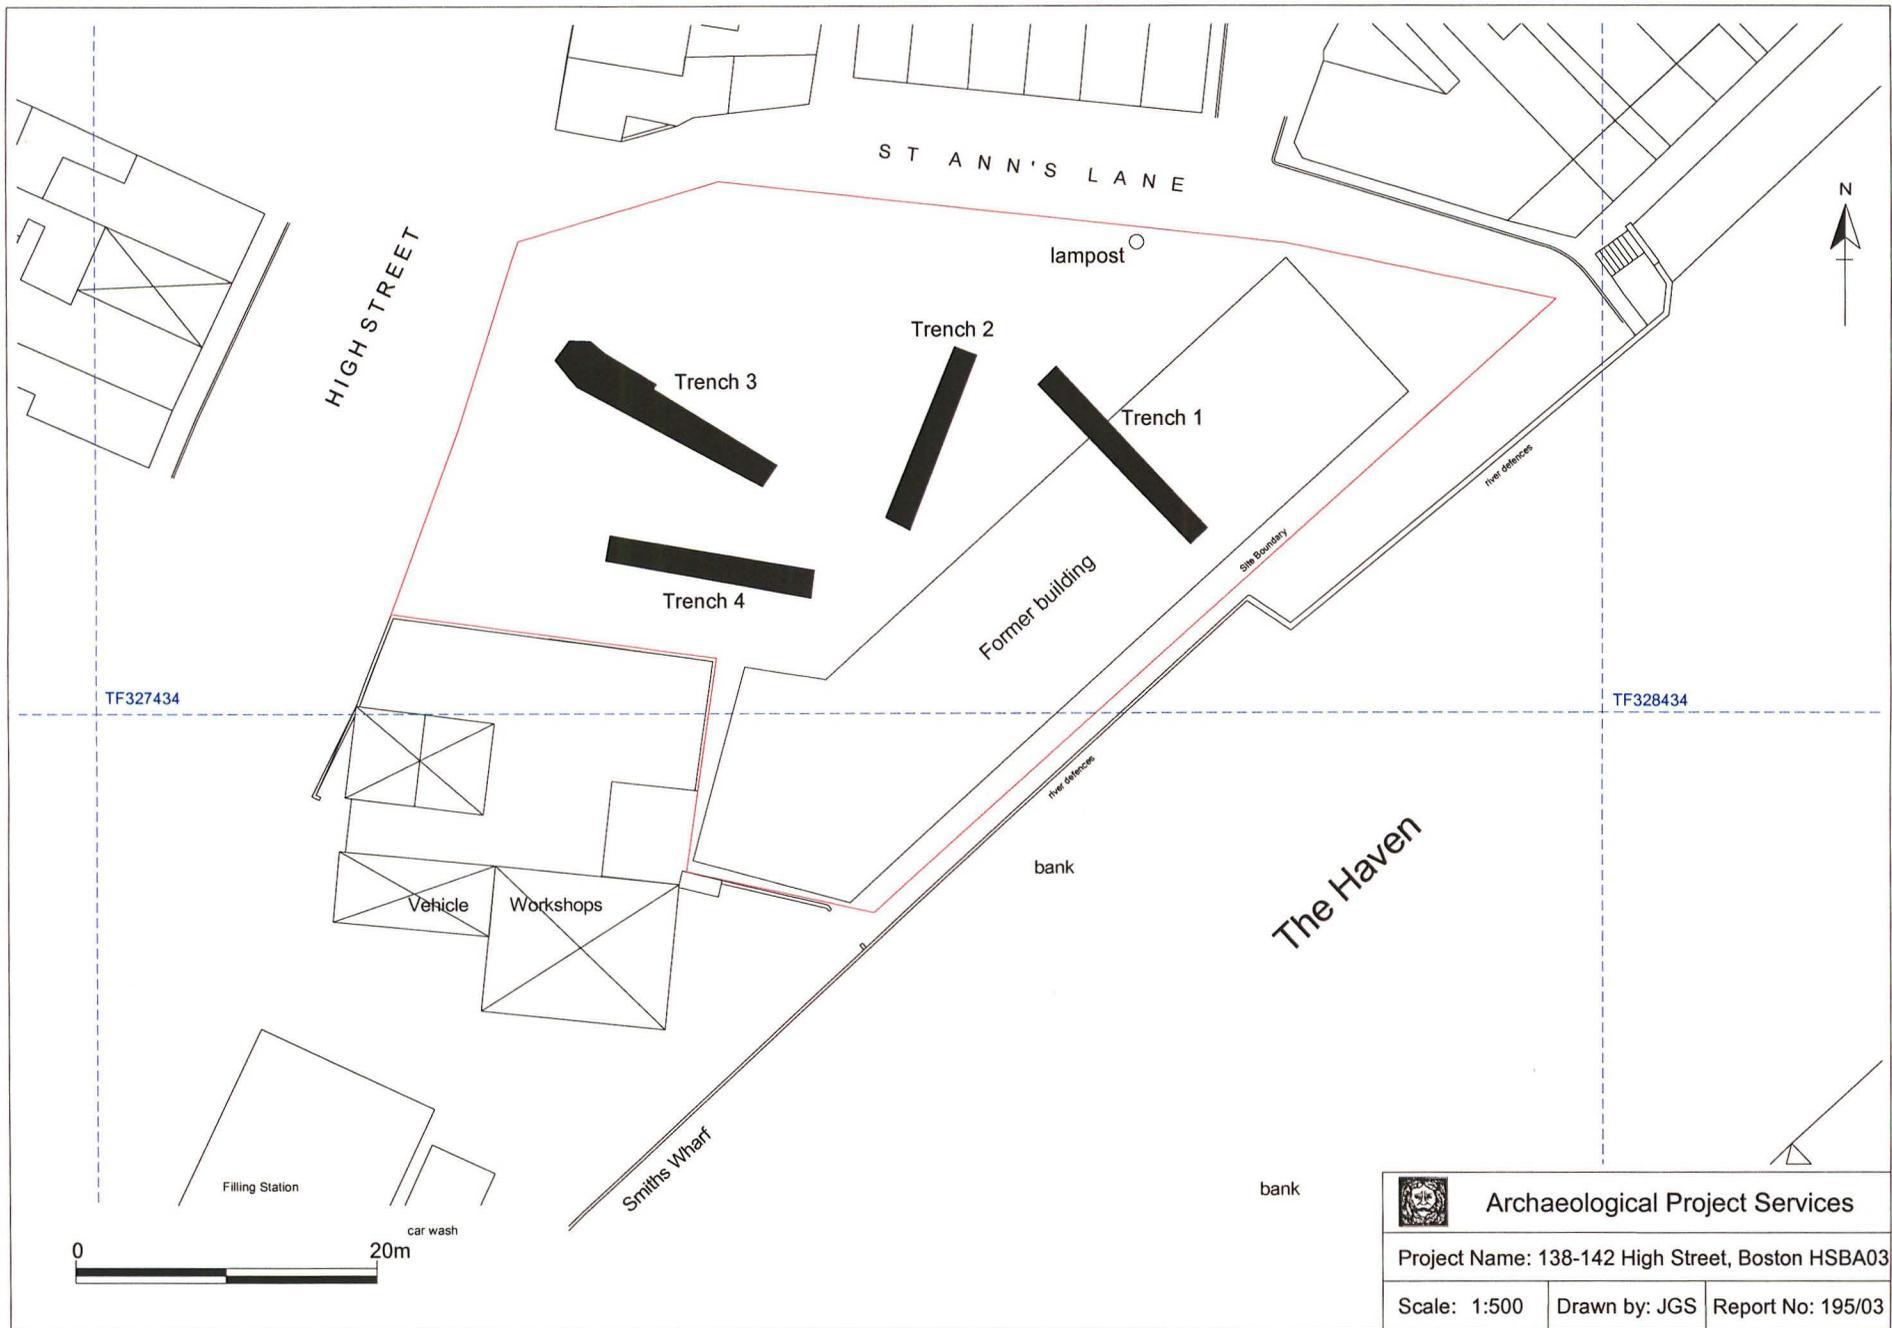 ST ANN'S LANE
N
HIGH STREET
lampost
Trench 2
Trench 3
Trench 1
river defences
Site Boundary
Former building
Trench 4
TF327434
TF328434
river defences
The Haven
bank
Vehicle Workshops
Smiths Wharf
Filling Station
bank
car wash
0 20m
Archaeological Project Services
Project Name: 138-142 High Street, Boston HSBA03
Scale: 1:500 Drawn by: JGS Report No: 195/03